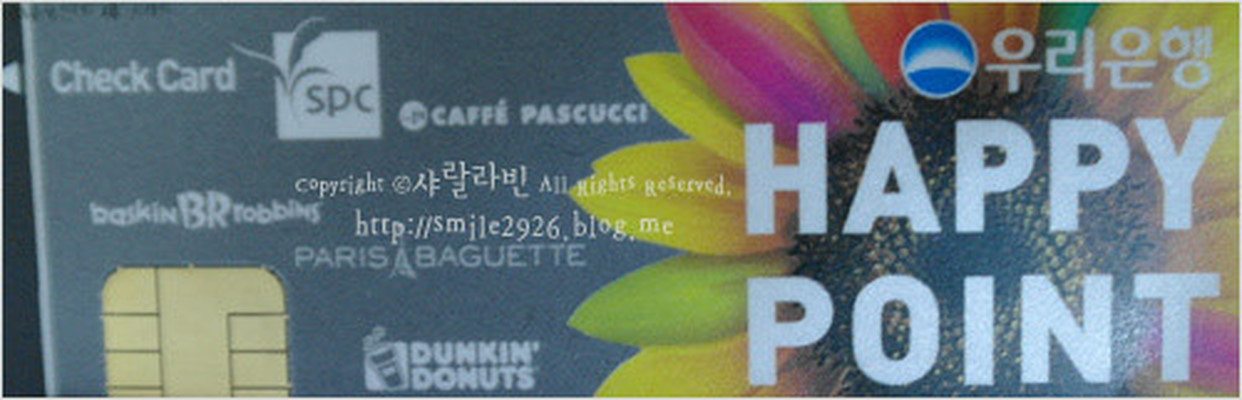 Check Card
spc
CAFFÉ PASCUCCI
우리은행
HAPPY
POINT
copyright ©샤랄라빈 All Rights Reserved.
http://smile2926.blog.me
baskin BR robbins
PARIS BAGUETTE
DUNKIN'
DONUTS